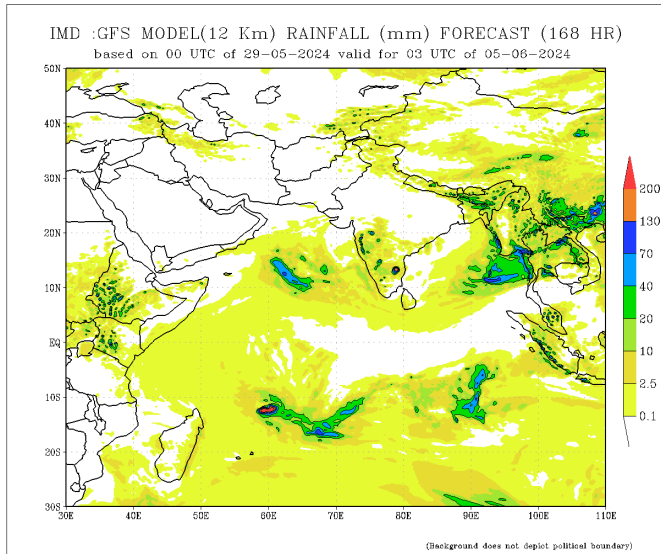 IMD :GFS MODEL(12 Km) RAINFALL (mm) FORECAST (168 HR)
based on 00 UTC of 29-05-2024 valid for 03 UTC of 05-06-2024
50N
40N
30N
20N
10N
EQ
10S
20S
30S
30E 40E 50E 60E 70E 80E 90E 100E 110E
200
130
70
40
20
10
2.5
0.1
(Background does not depict political boundary)